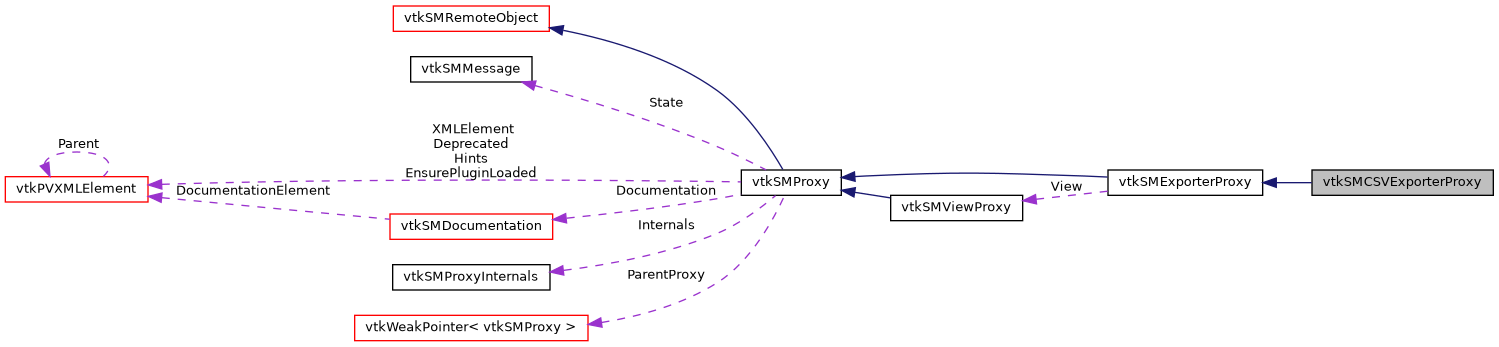 vtkSMRemoteObject
vtkSMMessage
State
XMLElement
Deprecated
Hints
EnsurePluginLoaded
Parent
vtkPVXMLElement
DocumentationElement
Documentation
vtkSMProxy
vtkSMExporterProxy
vtkSMCSVExporterProxy
View
vtkSMViewProxy
vtkSMDocumentation
Internals
vtkSMProxyInternals
ParentProxy
vtkWeakPointer< vtkSMProxy >